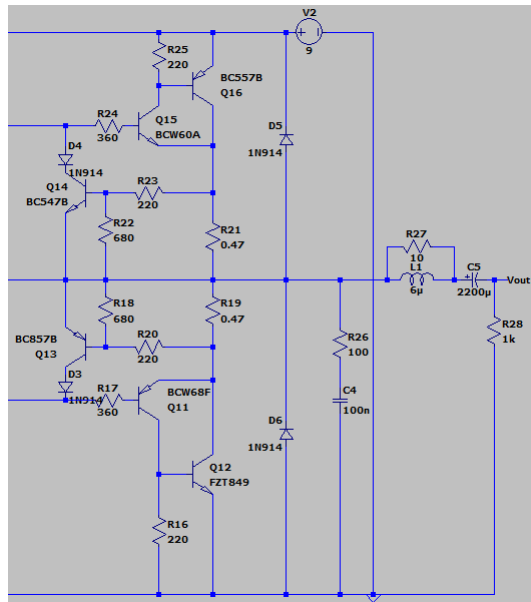 V2
9
R25
220
BC557B
Q16
R24
360
Q15
BCW60A
D5
1N914
D4
1N914
Q14
BC547B
R23
220
R22
680
R21
0.47
R27
10
L1
6µ
C5
2200µ
Vout
R18
680
R19
0.47
R28
1k
BC857B
Q13
R20
220
R26
100
D3
1N914
R17
360
BCW68F
Q11
C4
100n
D6
1N914
Q12
FZT849
R16
220